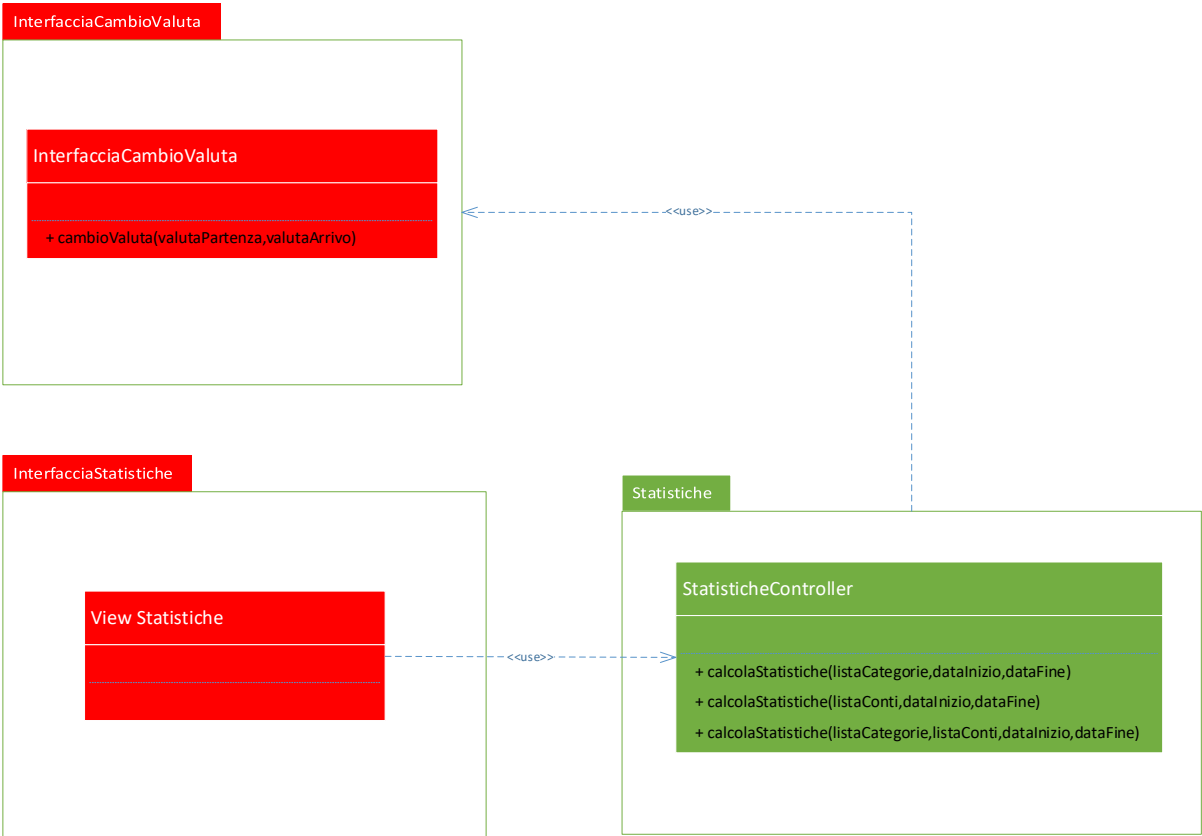 InterfacciaCambioValuta
InterfacciaCambioValuta
<<use>>
+ cambioValuta(valutaPartenza,valutaArrivo)
InterfacciaStatistiche
Statistiche
StatisticheController
View Statistiche
<<use>>
+ calcolaStatistiche(listaCategorie,dataInizio,dataFine)
+ calcolaStatistiche(listaConti,dataInizio,dataFine)
+ calcolaStatistiche(listaCategorie,listaConti,dataInizio,dataFine)